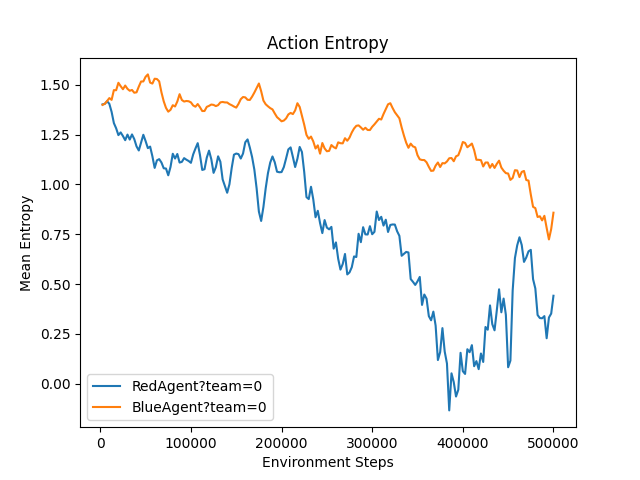 Action Entropy
Mean Entropy
1.50
1.25
1.00
0.75
0.50
0.25
0.00
RedAgent?team=0
BlueAgent?team=0
0 100000 200000 300000 400000 500000
Environment Steps